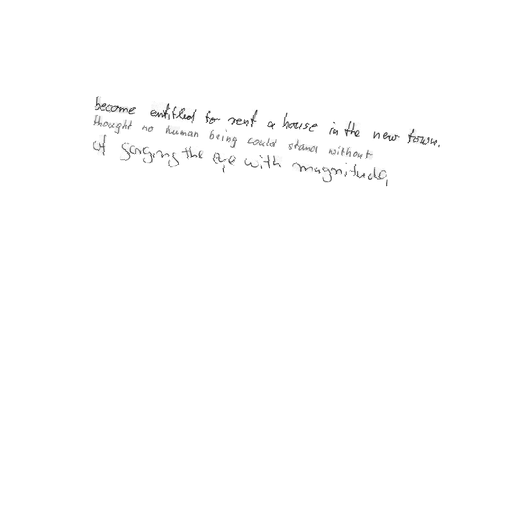 become entitled to rent a house in the new town.
thought no human being could stand without
of gorging the eye with magnitude,